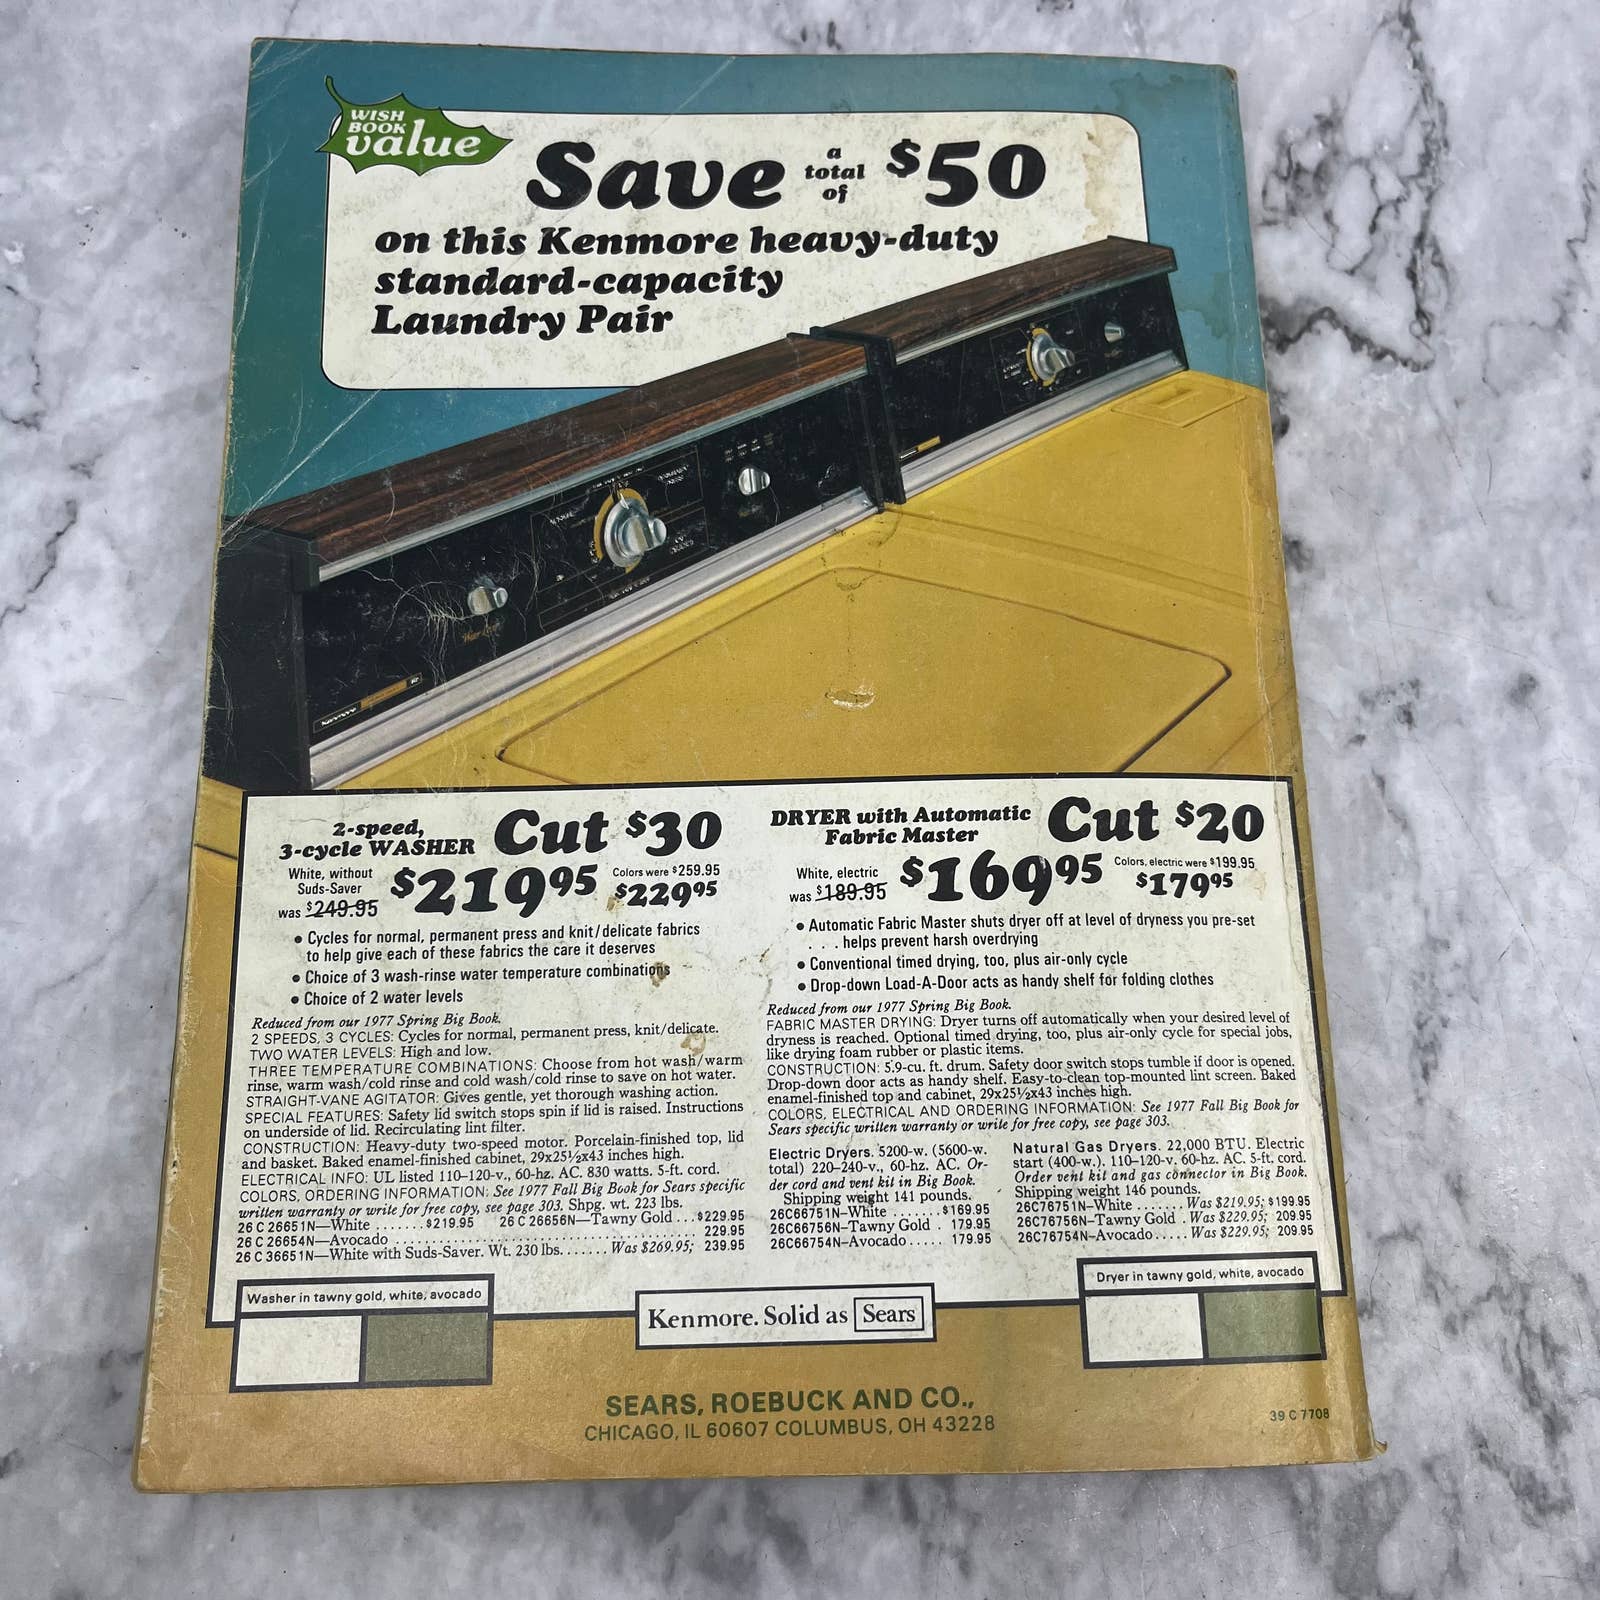 WISH
BOOK
value
Save a total of $50
on this Kenmore heavy-duty
standard-capacity
Laundry Pair
Kenmore
2-speed,
3-cycle WASHER
Cut $30
White, without
Suds-Saver
was $249.95
$219.95
Colors were $259.95
$229.95
• Cycles for normal, permanent press and knit/delicate fabrics
to help give each of these fabrics the care it deserves
• Choice of 3 wash-rinse water temperature combinations
• Choice of 2 water levels
Reduced from our 1977 Spring Big Book.
2 SPEEDS, 3 CYCLES: Cycles for normal, permanent press, knit/delicate.
TWO WATER LEVELS: High and low.
THREE TEMPERATURE COMBINATIONS: Choose from hot wash/warm
rinse, warm wash/cold rinse and cold wash/cold rinse to save on hot water.
STRAIGHT-VANE AGITATOR: Gives gentle, yet thorough washing action.
SPECIAL FEATURES: Safety lid switch stops spin if lid is raised. Instructions
on underside of lid. Recirculating lint filter.
CONSTRUCTION: Heavy-duty two-speed motor. Porcelain-finished top, lid
and basket. Baked enamel-finished cabinet, 29x25½x43 inches high.
ELECTRICAL INFO: UL listed 110-120-v., 60-hz. AC. 830 watts. 5-ft. cord.
COLORS, ORDERING INFORMATION: See 1977 Fall Big Book for Sears specific
written warranty or write for free copy, see page 303. Shpg. wt. 223 lbs.
26 C 26651N—White ....... $219.95 26 C 26656N—Tawny Gold ... $229.95
26 C 26654N—Avocado ........ 229.95
26 C 36651N—White with Suds-Saver. Wt. 230 lbs. ...... Was $269.95; 239.95
DRYER with Automatic
Fabric Master
Cut $20
White, electric
was $189.95
$169.95
Colors, electric were $199.95
$179.95
• Automatic Fabric Master shuts dryer off at level of dryness you pre-set
. . . helps prevent harsh overdrying
• Conventional timed drying, too, plus air-only cycle
• Drop-down Load-A-Door acts as handy shelf for folding clothes
Reduced from our 1977 Spring Big Book.
FABRIC MASTER DRYING: Dryer turns off automatically when your desired level of
dryness is reached. Optional timed drying, too, plus air-only cycle for special jobs,
like drying foam rubber or plastic items.
CONSTRUCTION: 5.9-cu. ft. drum. Safety door switch stops tumble if door is opened.
Drop-down door acts as handy shelf. Easy-to-clean top-mounted lint screen. Baked
enamel-finished top and cabinet, 29x25½x43 inches high.
COLORS, ELECTRICAL AND ORDERING INFORMATION: See 1977 Fall Big Book for
Sears specific written warranty or write for free copy, see page 303.
Electric Dryers. 5200-w. (5600-w.
total) 220-240-v., 60-hz. AC. Or-
der cord and vent kit in Big Book.
Shipping weight 141 pounds.
26C66751N–White ....... $169.95
26C66756N–Tawny Gold . 179.95
26C66754N–Avocado ..... 179.95
Natural Gas Dryers. 22,000 BTU. Electric
start (400-w.). 110-120-v. 60-hz. AC. 5-ft. cord.
Order vent kit and gas connector in Big Book.
Shipping weight 146 pounds.
26C76751N–White ....... Was $219.95; $199.95
26C76756N–Tawny Gold . Was $229.95; 209.95
26C76754N–Avocado ..... Was $229.95; 209.95
Washer in tawny gold, white, avocado
Kenmore. Solid as Sears
Dryer in tawny gold, white, avocado
SEARS, ROEBUCK AND CO.,
CHICAGO, IL 60607 COLUMBUS, OH 43228
39 C 7708